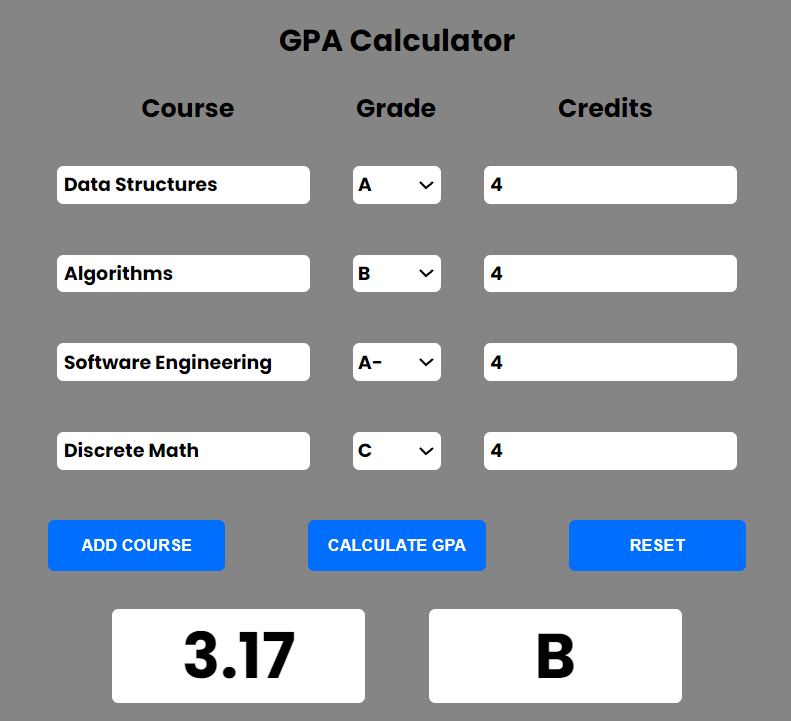 GPA Calculator
Course Grade Credits
Data Structures A 4
Algorithms B 4
Software Engineering A- 4
Discrete Math C 4
ADD COURSE CALCULATE GPA RESET
3.17 B